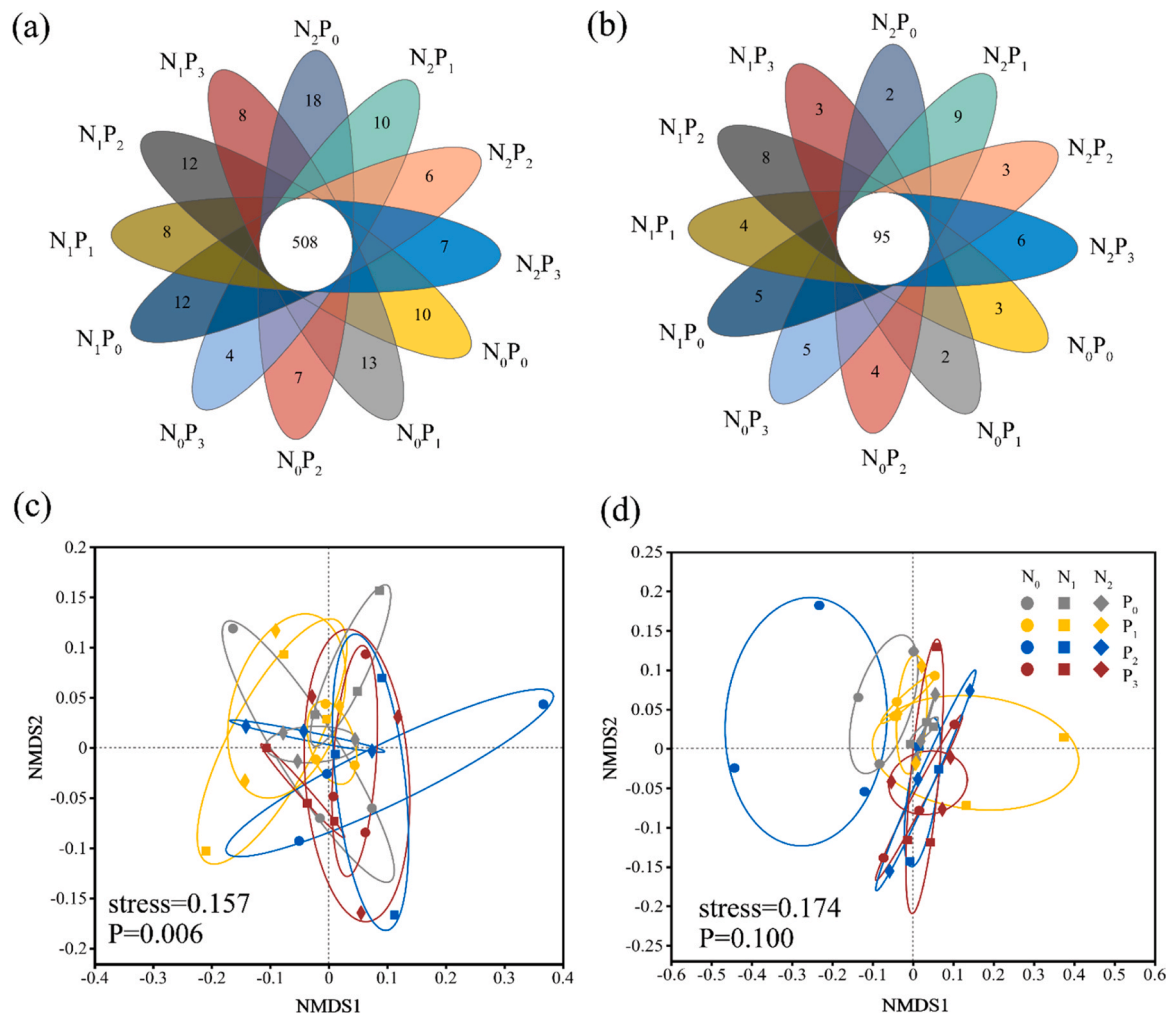 (a)
N₂P₀
N₁P₃
N₂P₁
N₁P₂
N₂P₂
N₁P₁
N₂P₃
N₁P₀
N₀P₀
N₀P₃
N₀P₁
N₀P₂
18
8
10
12
6
8
508
7
12
10
4
13
7
(b)
N₂P₀
N₁P₃
N₂P₁
N₁P₂
N₂P₂
N₁P₁
N₂P₃
N₁P₀
N₀P₀
N₀P₃
N₀P₁
N₀P₂
2
3
9
8
3
4
95
6
5
3
5
2
4
(c)
0.2
0.15
0.1
0.05
0
-0.05
-0.1
-0.15
-0.2
NMDS2
stress=0.157
P=0.006
-0.4 -0.3 -0.2 -0.1 0 0.1 0.2 0.3 0.4
NMDS1
(d)
0.25
0.2
0.15
0.1
0.05
0
-0.05
-0.1
-0.15
-0.2
-0.25
NMDS2
N₀ N₁ N₂
P₀
P₁
P₂
P₃
stress=0.174
P=0.100
-0.6 -0.5 -0.4 -0.3 -0.2 -0.1 0 0.1 0.2 0.3 0.4 0.5 0.6
NMDS1